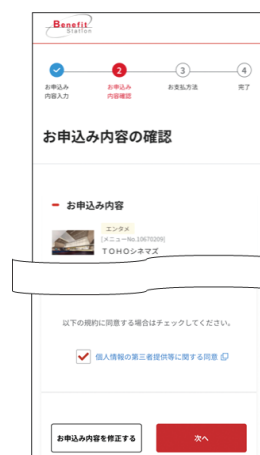 Benefit
Station
2
3
4
お申込み
内容入力
お申込み
内容確認
お支払方法
完了
お申込み内容の確認
お申込み内容
エンタメ
[メニューNo.10670209]
TOHOシネマズ
以下の規約に同意する場合はチェックしてください。
個人情報の第三者提供等に関する同意
お申込み内容を修正する
次へ